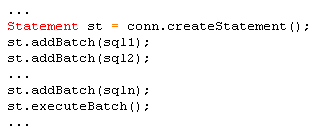 ...
Statement st = conn.createStatement();
st.addBatch(sql1);
st.addBatch(sql2);
...
st.addBatch(sqln);
st.executeBatch();
...